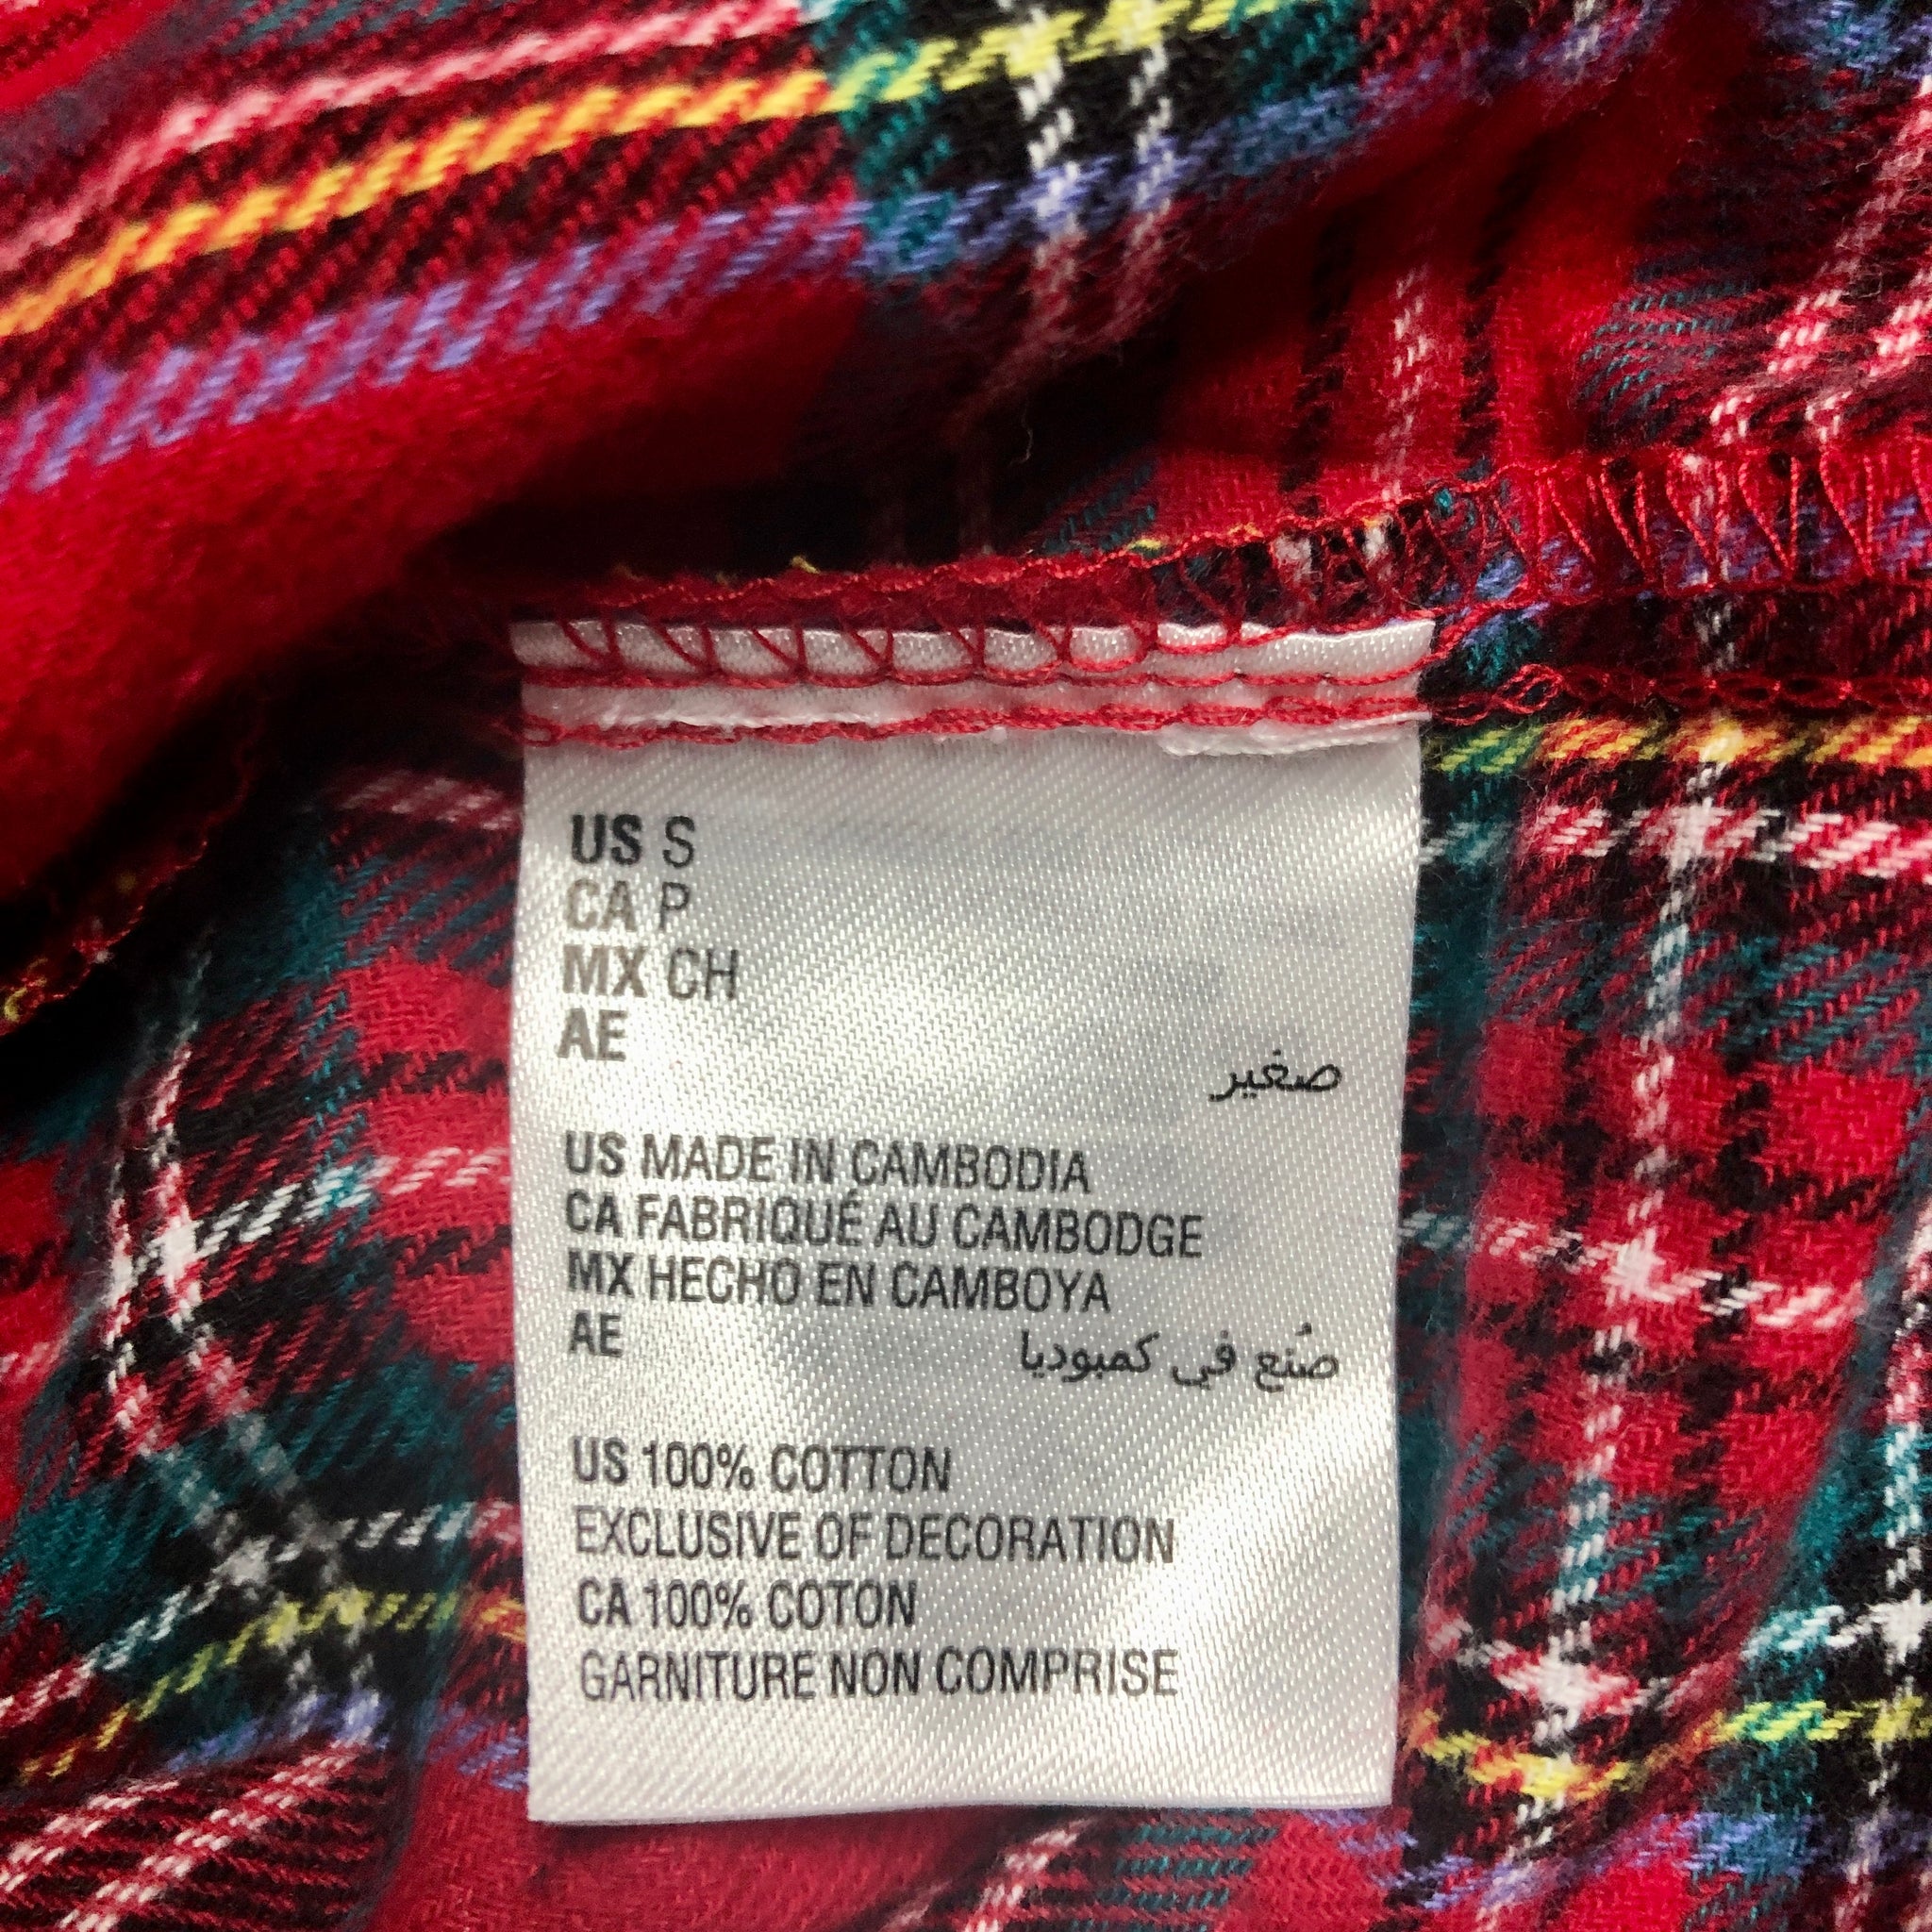 US S
CA P
MX CH
AE صغير
US MADE IN CAMBODIA
CA FABRIQUÉ AU CAMBODGE
MX HECHO EN CAMBOYA
AE صُنع في كمبوديا
US 100% COTTON
EXCLUSIVE OF DECORATION
CA 100% COTON
GARNITURE NON COMPRISE